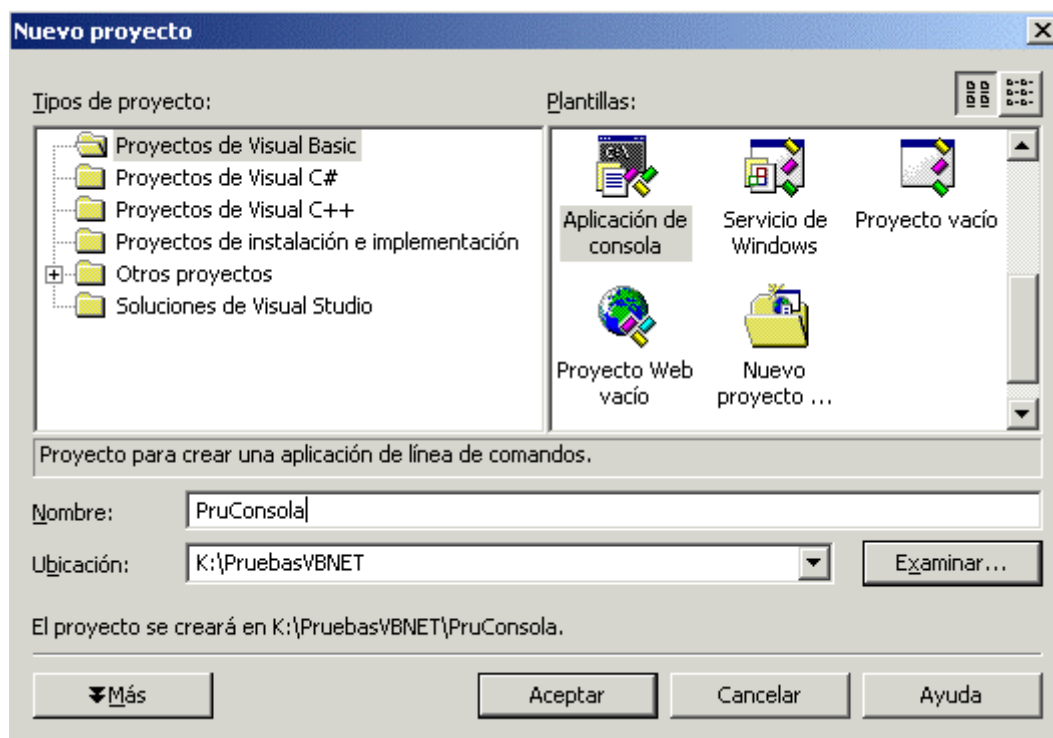 Nuevo proyecto
Tipos de proyecto:
Plantillas:
Proyectos de Visual Basic
Proyectos de Visual C#
Proyectos de Visual C++
Proyectos de instalación e implementación
Otros proyectos
Soluciones de Visual Studio
Aplicación de
consola
Servicio de
Windows
Proyecto vacío
Proyecto Web
vacío
Nuevo
proyecto ...
Proyecto para crear una aplicación de línea de comandos.
Nombre:
PruConsola
Ubicación:
K:\PruebasVBNET
Examinar...
El proyecto se creará en K:\PruebasVBNET\PruConsola.
Más
Aceptar
Cancelar
Ayuda